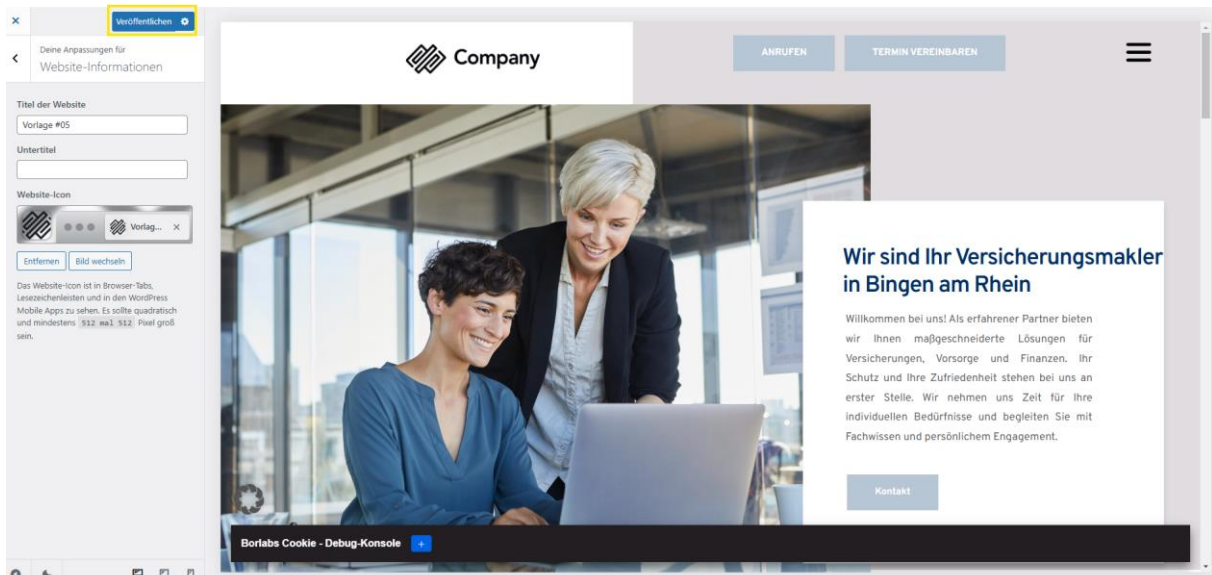 Veröffentlichen
Deine Anpassungen für
Website-Informationen
Titel der Website
Vorlage #05
Untertitel
Website-Icon
Vorlag...
Entfernen
Bild wechseln
Das Website-Icon ist in Browser-Tabs,
Lesezeichenleisten und in den WordPress
Mobile Apps zu sehen. Es sollte quadratisch
und mindestens 512 mal 512 Pixel groß
sein.
Company
ANRUFEN
TERMIN VEREINBAREN
Wir sind Ihr Versicherungsmakler
in Bingen am Rhein
Willkommen bei uns! Als erfahrener Partner bieten
wir Ihnen maßgeschneiderte Lösungen für
Versicherungen, Vorsorge und Finanzen. Ihr
Schutz und Ihre Zufriedenheit stehen bei uns an
erster Stelle. Wir nehmen uns Zeit für Ihre
individuellen Bedürfnisse und begleiten Sie mit
Fachwissen und persönlichem Engagement.
Kontakt
Borlabs Cookie - Debug-Konsole +